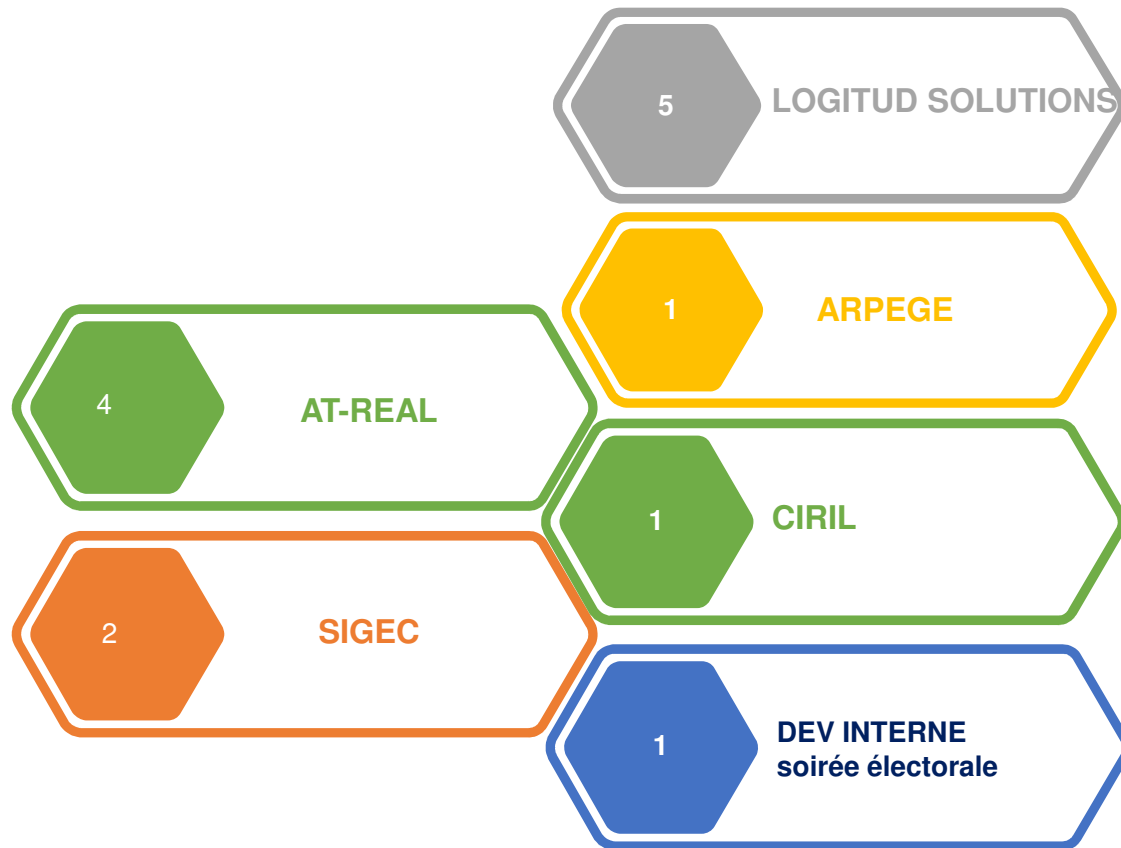 5
LOGITUD SOLUTIONS
1
ARPEGE
4
AT-REAL
1
CIRIL
2
SIGEC
1
DEV INTERNE
soirée électorale